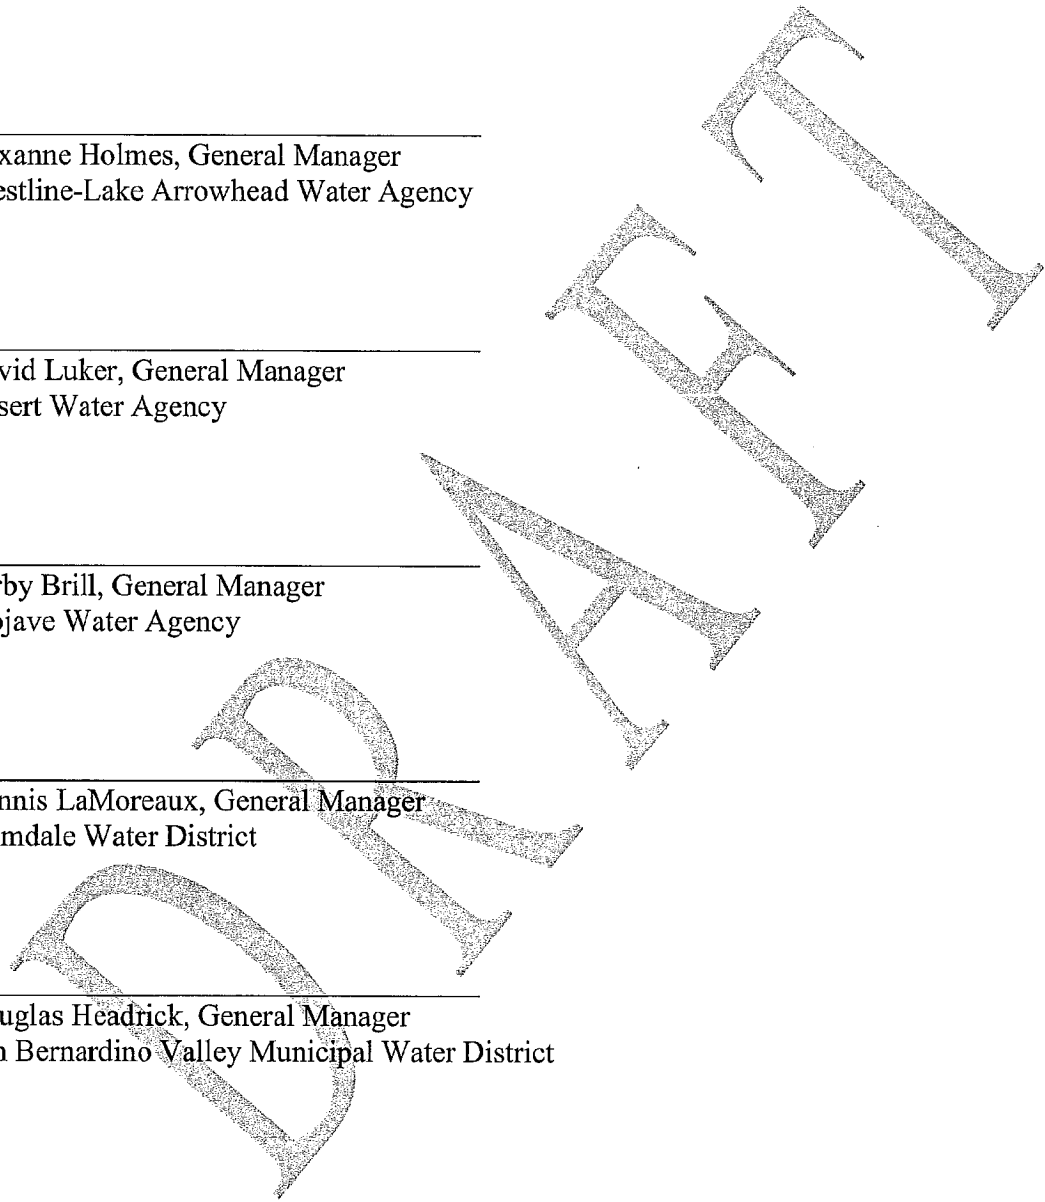 xanne Holmes, General Manager
estline-Lake Arrowhead Water Agency
vid Luker, General Manager
sert Water Agency
by Brill, General Manager
jave Water Agency
nnis LaMoreaux, General Manager
mdale Water District
uglas Headrick, General Manager
n Bernardino Valley Municipal Water District
DRAFT